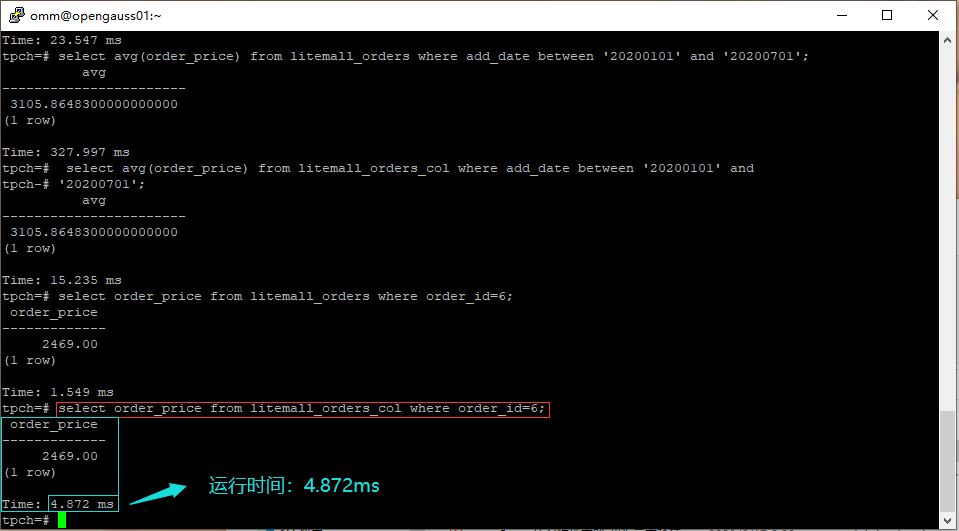 omm@opengauss01:~
Time: 23.547 ms
tpch=# select avg(order_price) from litemall_orders where add_date between '20200101' and '20200701';
avg
-----------------------
3105.8648300000000000
(1 row)
Time: 327.997 ms
tpch=#  select avg(order_price) from litemall_orders_col where add_date between '20200101' and
tpch-# '20200701';
avg
-----------------------
3105.8648300000000000
(1 row)
Time: 15.235 ms
tpch=# select order_price from litemall_orders where order_id=6;
order_price
-------------
2469.00
(1 row)
Time: 1.549 ms
tpch=# select order_price from litemall_orders_col where order_id=6;
order_price
-------------
2469.00
(1 row)
运行时间：4.872ms
Time: 4.872 ms
tpch=#